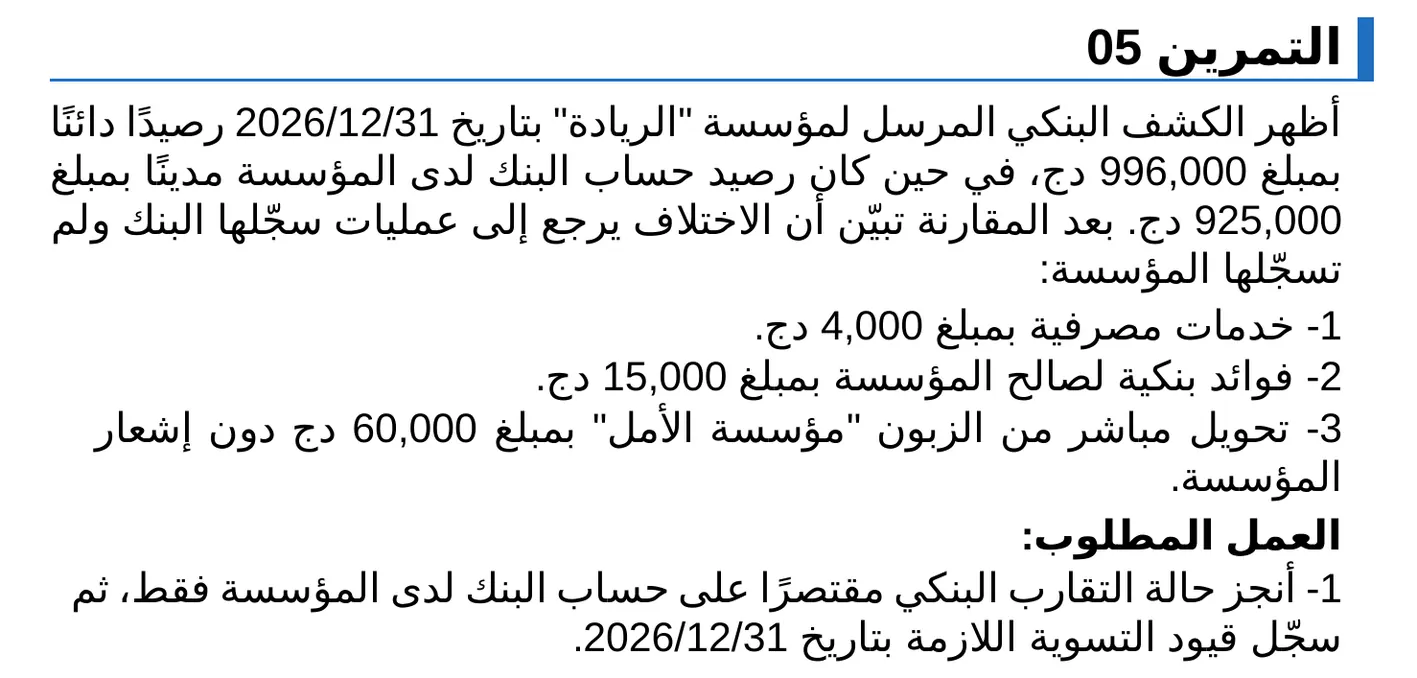 التمرين 05
أظهر الكشف البنكي المرسل لمؤسسة "الريادة" بتاريخ 2026/12/31 رصيدًا دائنًا
بمبلغ 996,000 دج، في حين كان رصيد حساب البنك لدى المؤسسة مدينًا بمبلغ
925,000 دج. بعد المقارنة تبيّن أن الاختلاف يرجع إلى عمليات سجّلها البنك ولم
تسجّلها المؤسسة:
1- خدمات مصرفية بمبلغ 4,000 دج.
2- فوائد بنكية لصالح المؤسسة بمبلغ 15,000 دج.
3- تحويل مباشر من الزبون "مؤسسة الأمل" بمبلغ 60,000 دج دون إشعار
المؤسسة.
العمل المطلوب:
1- أنجز حالة التقارب البنكي مقتصرًا على حساب البنك لدى المؤسسة فقط، ثم
سجّل قيود التسوية اللازمة بتاريخ 2026/12/31.